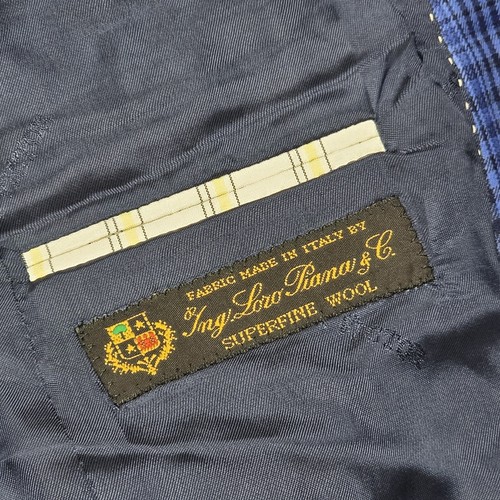 FABRIC MADE IN ITALY BY
Ing. Loro Piana & C.
SUPERFINE WOOL